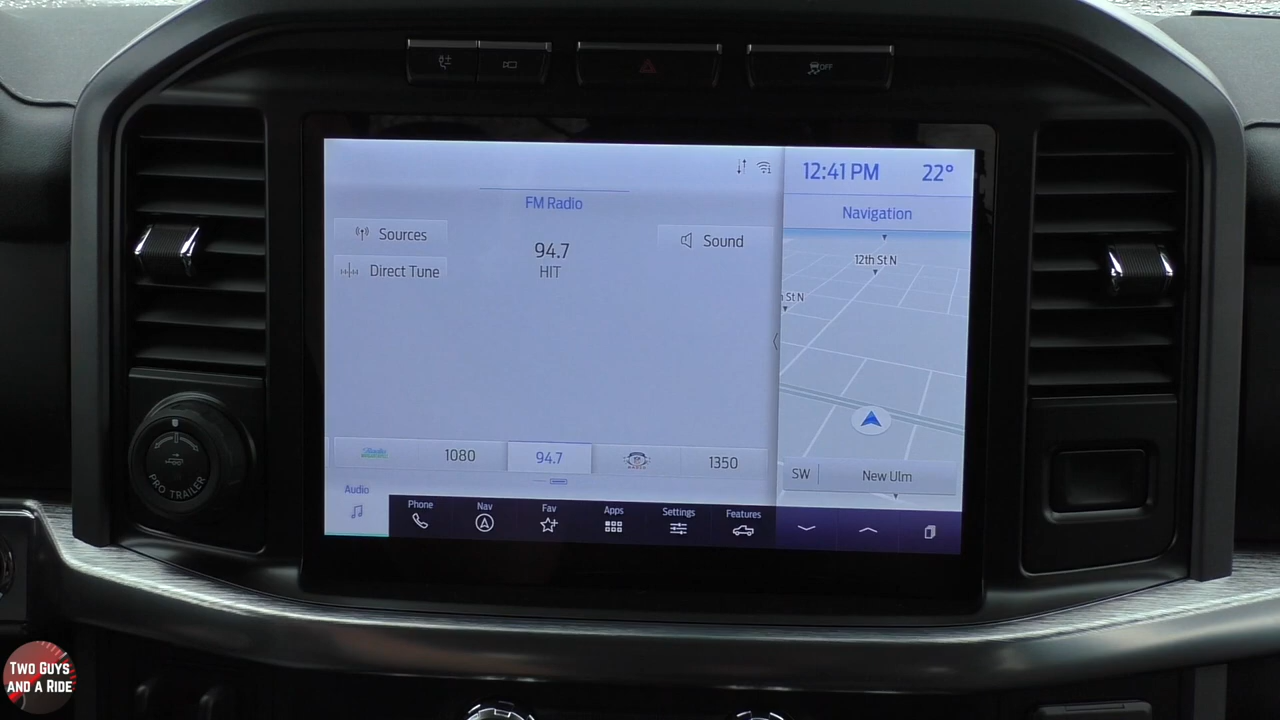 OFF
12:41 PM 22°
FM Radio
Navigation
Sources
Sound
94.7
HIT
Direct Tune
12th St N
St N
1080
94.7
1350
SW
New Ulm
Audio
Phone
Nav
Fav
Apps
Settings
Features
PRO TRAILER
TWO GUYS
AND A RIDE